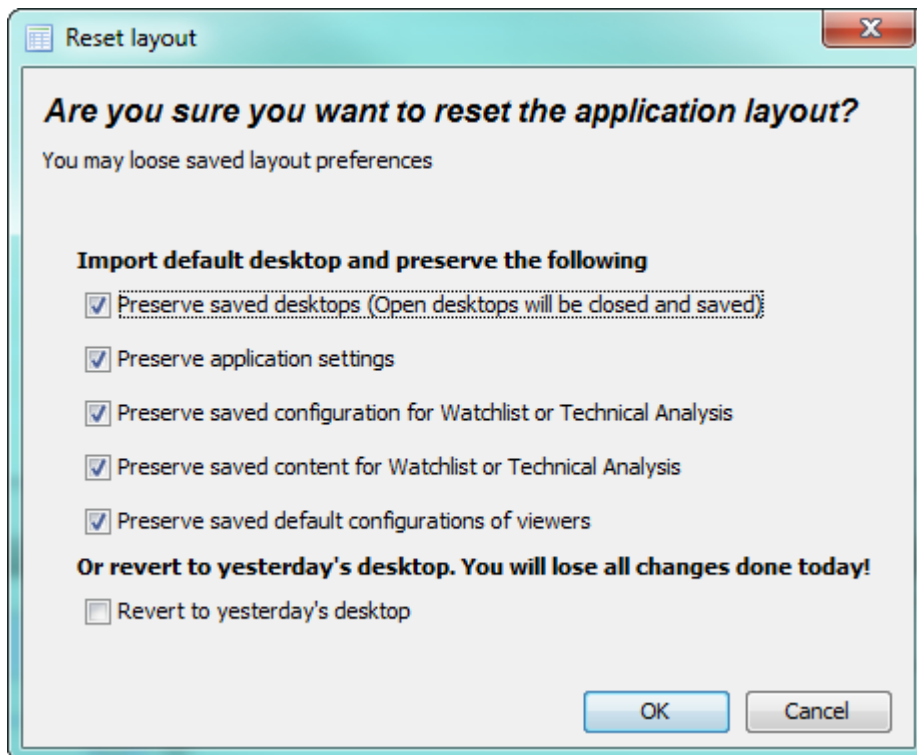 Reset layout
Are you sure you want to reset the application layout?
You may loose saved layout preferences
Import default desktop and preserve the following
Preserve saved desktops (Open desktops will be closed and saved)
Preserve application settings
Preserve saved configuration for Watchlist or Technical Analysis
Preserve saved content for Watchlist or Technical Analysis
Preserve saved default configurations of viewers
Or revert to yesterday's desktop. You will lose all changes done today!
Revert to yesterday's desktop
OK Cancel